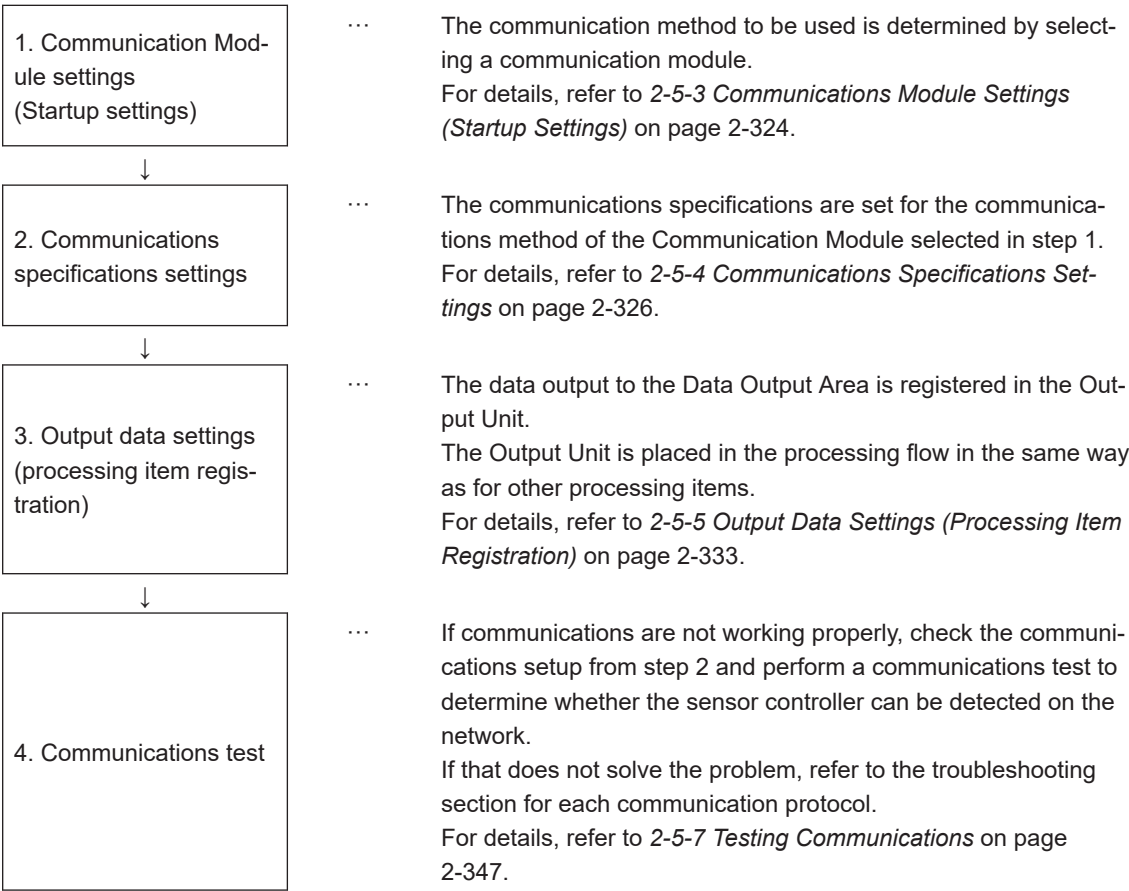 1. Communication Mod-
ule settings
(Startup settings)
… The communication method to be used is determined by select-
ing a communication module.
For details, refer to 2-5-3 Communications Module Settings
(Startup Settings) on page 2-324.
↓
2. Communications
specifications settings
… The communications specifications are set for the communica-
tions method of the Communication Module selected in step 1.
For details, refer to 2-5-4 Communications Specifications Set-
tings on page 2-326.
↓
3. Output data settings
(processing item regis-
tration)
… The data output to the Data Output Area is registered in the Out-
put Unit.
The Output Unit is placed in the processing flow in the same way
as for other processing items.
For details, refer to 2-5-5 Output Data Settings (Processing Item
Registration) on page 2-333.
↓
4. Communications test
… If communications are not working properly, check the communi-
cations setup from step 2 and perform a communications test to
determine whether the sensor controller can be detected on the
network.
If that does not solve the problem, refer to the troubleshooting
section for each communication protocol.
For details, refer to 2-5-7 Testing Communications on page
2-347.